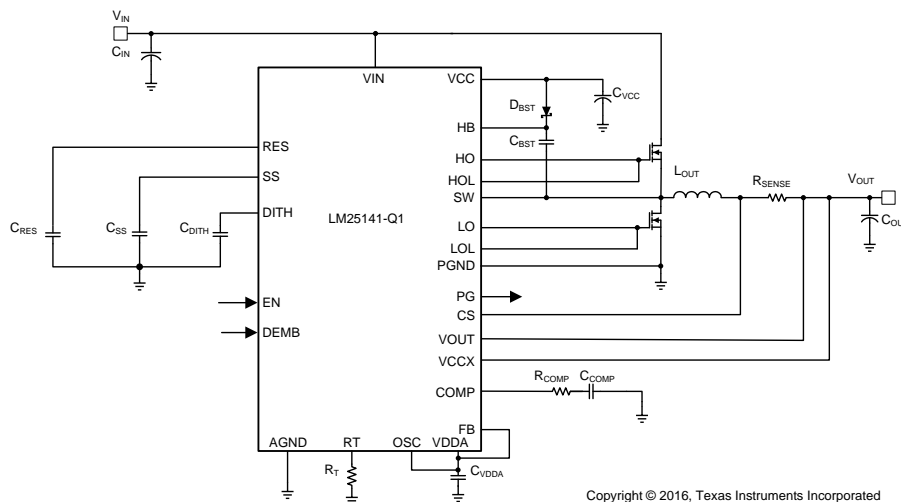 VIN
CIN
VIN
VCC
DBST
CVCC
HB
CBST
HO
HOL
SW
LOUT
RSENSE
VOUT
COU
RES
SS
DITH
CRES
CSS
CDITH
LM25141-Q1
LO
LOL
PGND
EN
PG
CS
DEMB
VOUT
VCCX
COMP
RCOMP
CCOMP
FB
AGND
RT
OSC
VDDA
RT
CVDDA
Copyright © 2016, Texas Instruments Incorporated